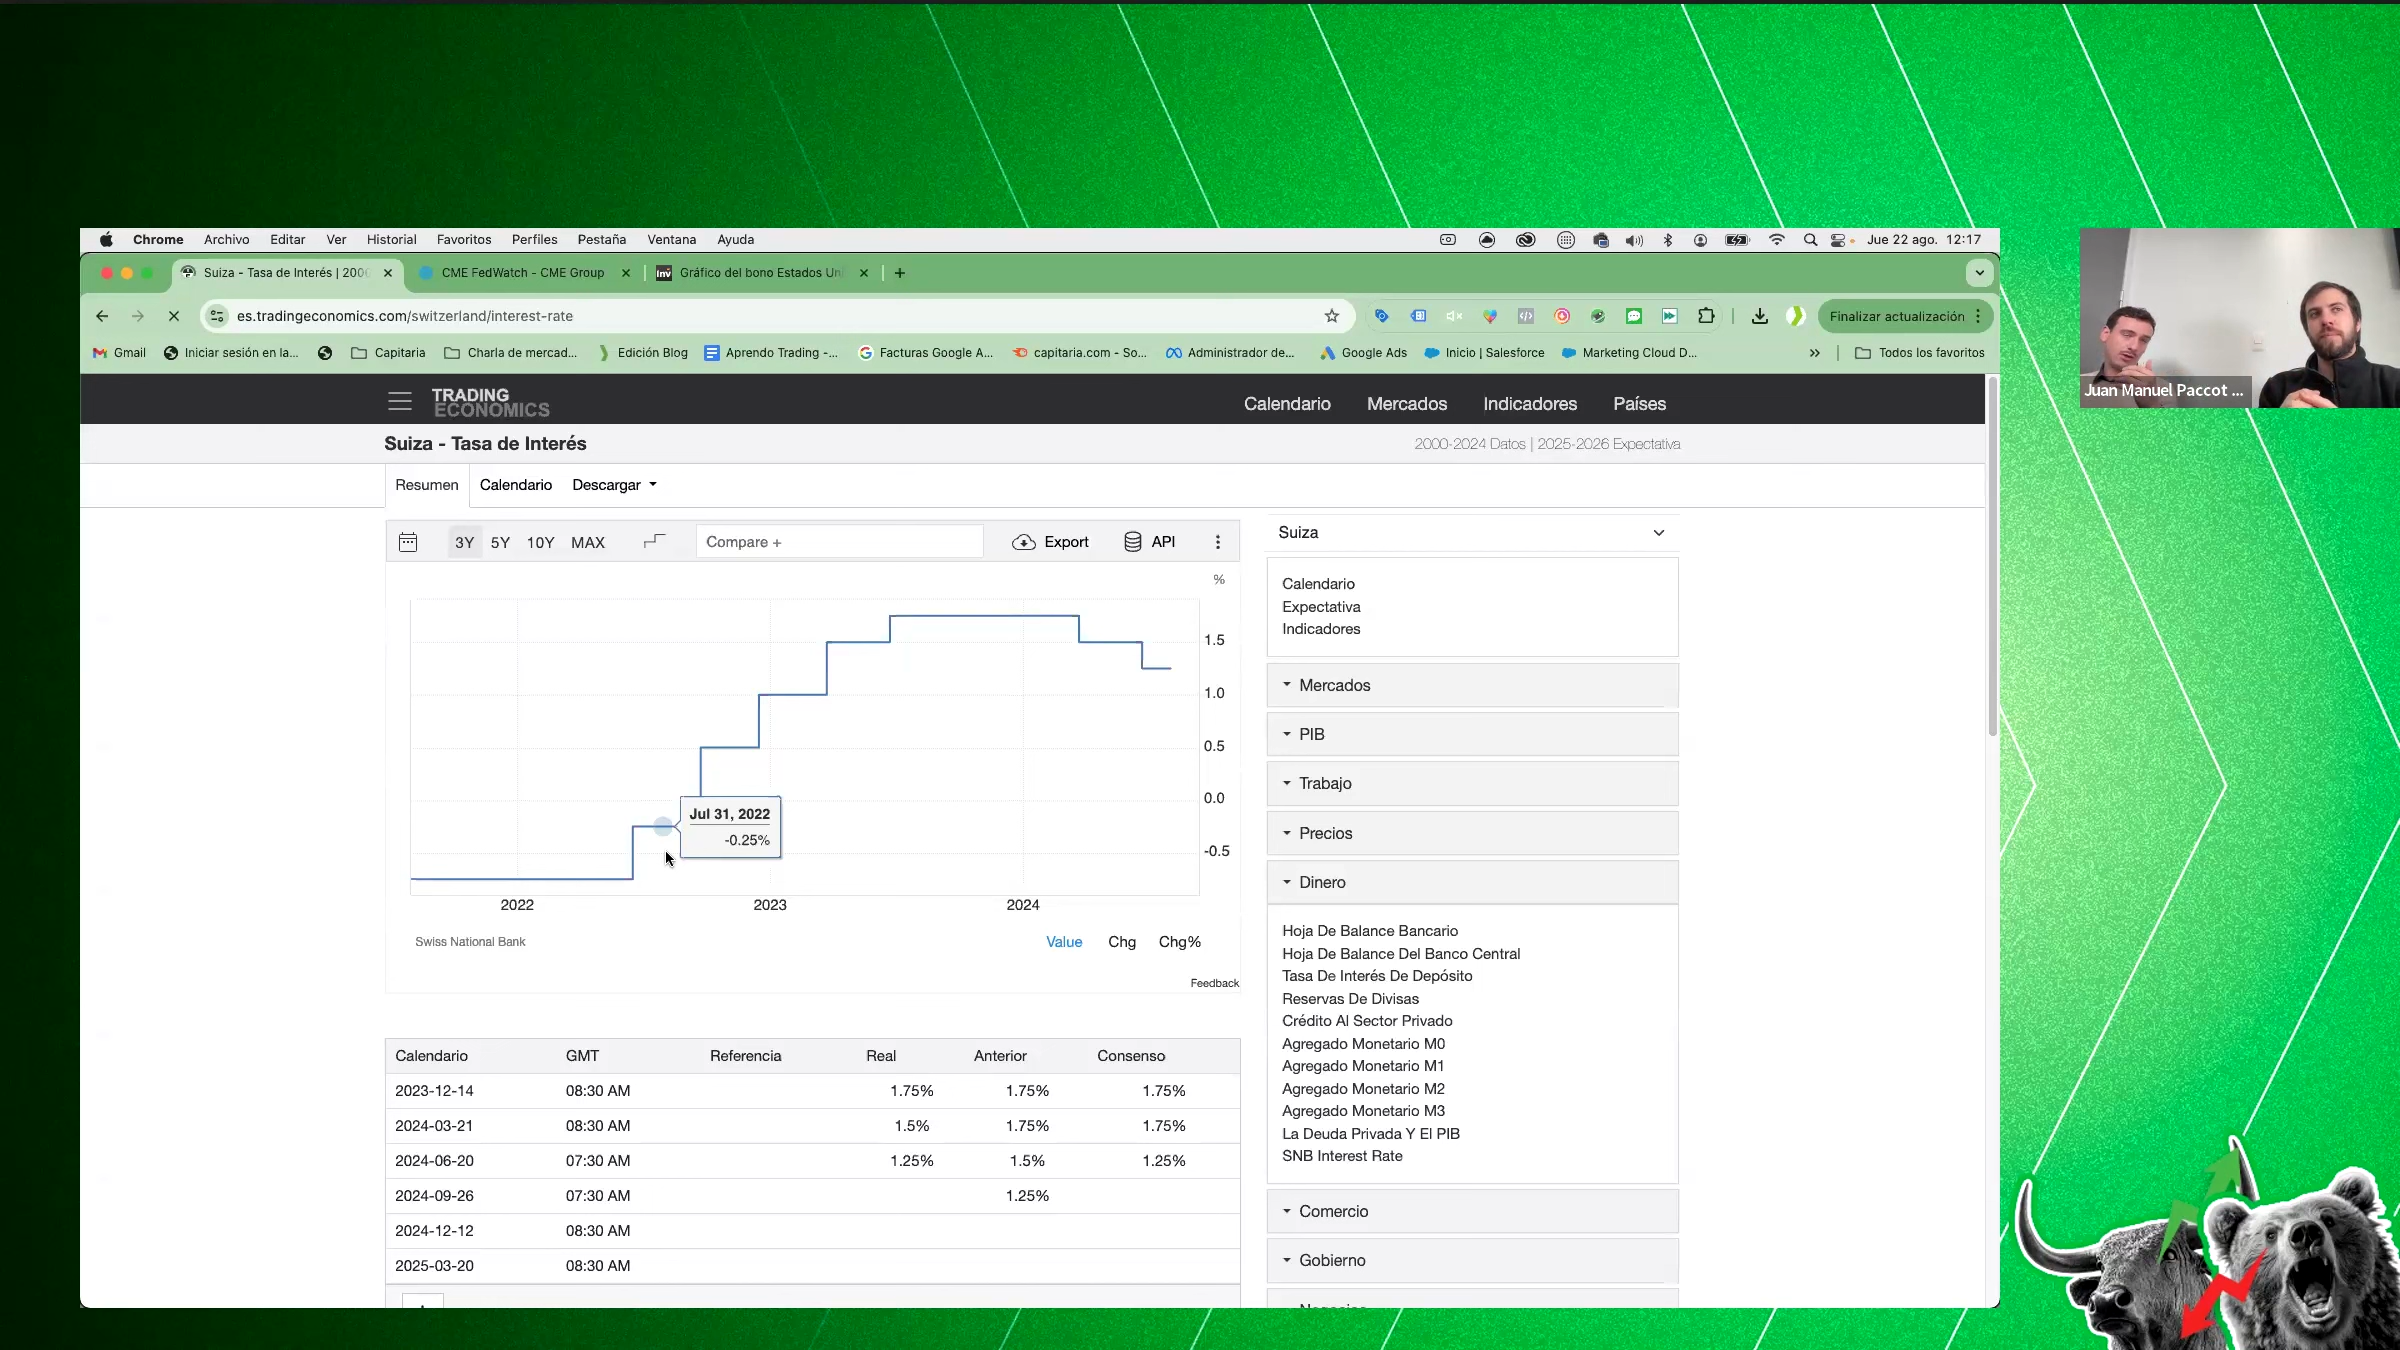 Chrome Archivo Editar Ver Historial Favoritos Perfiles Pestaña Ventana Ayuda Jue 22 ago. 12:17
Suiza - Tasa de Interés | 200 CME FedWatch - CME Group Inv Gráfico del bono Estados Un
es.tradingeconomics.com/switzerland/interest-rate Finalizar actualización
Gmail Iniciar sesión en la... Capitaria Charla de mercad... Edición Blog Aprendo Trading -... Facturas Google A... capitaria.com - So... Administrador de... Google Ads Inicio | Salesforce Marketing Cloud D... » Todos los favoritos
Juan Manuel Paccot ...
TRADING
ECONOMICS
Calendario Mercados Indicadores Países
Suiza - Tasa de Interés 2000-2024 Datos | 2025-2026 Expectativa
Resumen Calendario Descargar
3Y 5Y 10Y MAX Compare + Export API
%
1.5
1.0
0.5
0.0
-0.5
Jul 31, 2022
-0.25%
2022 2023 2024
Swiss National Bank Value Chg Chg%
Feedback
Calendario GMT Referencia Real Anterior Consenso
2023-12-14 08:30 AM 1.75% 1.75% 1.75%
2024-03-21 08:30 AM 1.5% 1.75% 1.75%
2024-06-20 07:30 AM 1.25% 1.5% 1.25%
2024-09-26 07:30 AM 1.25%
2024-12-12 08:30 AM
2025-03-20 08:30 AM
Suiza
Calendario
Expectativa
Indicadores
Mercados
PIB
Trabajo
Precios
Dinero
Hoja De Balance Bancario
Hoja De Balance Del Banco Central
Tasa De Interés De Depósito
Reservas De Divisas
Crédito Al Sector Privado
Agregado Monetario M0
Agregado Monetario M1
Agregado Monetario M2
Agregado Monetario M3
La Deuda Privada Y El PIB
SNB Interest Rate
Comercio
Gobierno